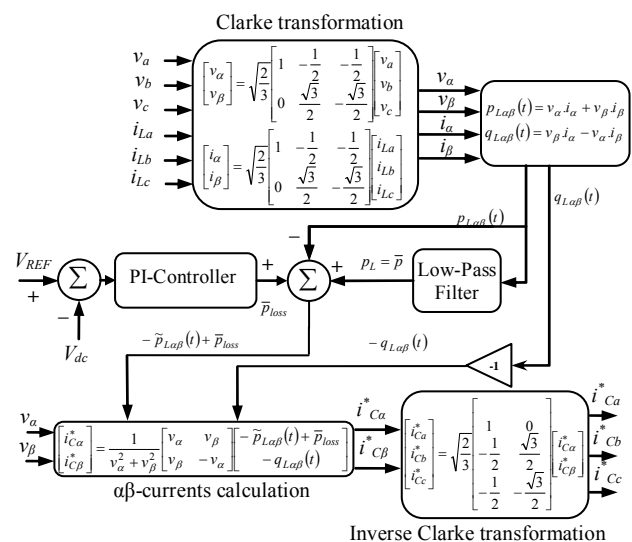 Clarke transformation
v_a
v_b
v_c
i_La
i_Lb
i_Lc
[v_α v_β] = √(2/3) [1 -1/2 -1/2; 0 √3/2 -√3/2] [v_a v_b v_c]
[i_α i_β] = √(2/3) [1 -1/2 -1/2; 0 √3/2 -√3/2] [i_La i_Lb i_Lc]
v_α
v_β
i_α
i_β
p_Lαβ(t) = v_α.i_α + v_β.i_β
q_Lαβ(t) = v_β.i_α − v_α.i_β
q_Lαβ(t)
p_Lαβ(t)
−
V_REF
+
Σ
−
V_dc
PI-Controller
+
p̅_loss
Σ
+
p_L = p̅
Low-Pass
Filter
− p̃_Lαβ(t) + p̅_loss
− q_Lαβ(t)
-1
v_α
v_β
[i*_Cα i*_Cβ] = 1/(v_α² + v_β²) [v_α v_β; v_β −v_α] [− p̃_Lαβ(t) + p̅_loss; − q_Lαβ(t)]
αβ-currents calculation
i*_Cα
i*_Cβ
[i*_Ca i*_Cb i*_Cc] = √(2/3) [1 0; -1/2 √3/2; -1/2 -√3/2] [i*_Cα i*_Cβ]
i*_Ca
i*_Cb
i*_Cc
Inverse Clarke transformation